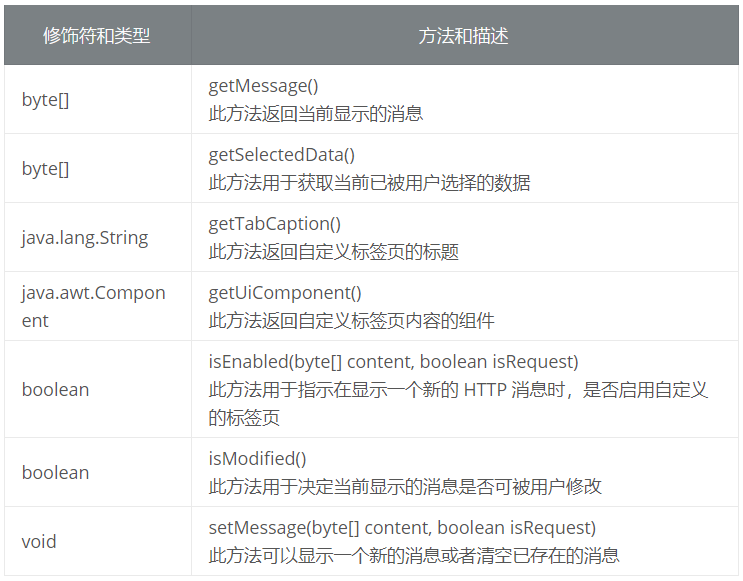 修饰符和类型 方法和描述
byte[]
getMessage()
此方法返回当前显示的消息
byte[]
getSelectedData()
此方法用于获取当前已被用户选择的数据
java.lang.String
getTabCaption()
此方法返回自定义标签页的标题
java.awt.Compon
ent
getUiComponent()
此方法返回自定义标签页内容的组件
boolean
isEnabled(byte[] content, boolean isRequest)
此方法用于指示在显示一个新的 HTTP 消息时，是否启用自定义
的标签页
boolean
isModified()
此方法用于决定当前显示的消息是否可被用户修改
void
setMessage(byte[] content, boolean isRequest)
此方法可以显示一个新的消息或者清空已存在的消息